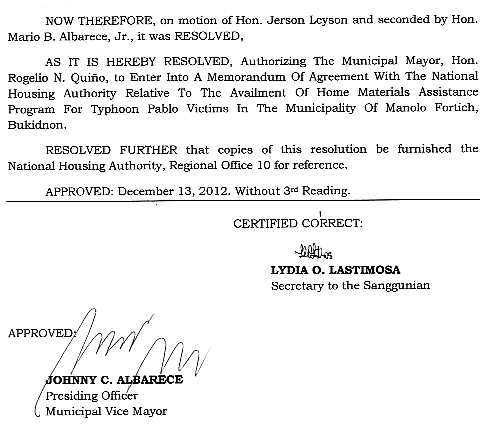 NOW THEREFORE, on motion of Hon. Jerson Lcyson and seconded by Hon.
Mario B. Albarece, Jr., it was RESOLVED,
AS IT IS HEREBY RESOLVED, Authorizing The Municipal Mayor, Hon.
Rogelio N. Quiño, to Enter Into A Memorandum Of Agreement With The National
Housing Authority Relative To The Availment Of Home Materials Assistance
Program For Typhoon Pablo Victims In The Municipality Of Manolo Fortich,
Bukidnon.
RESOLVED FURTHER that copies of this resolution be furnished the
National Housing Authority, Regional Office 10 for reference.
APPROVED: December 13, 2012. Without 3rd Reading.
CERTIFIED CORRECT:
LYDIA O. LASTIMOSA
Secretary to the Sanggunian
APPROVED:
JOHNNY C. ALBARECE
Presiding Officer
Municipal Vice Mayor